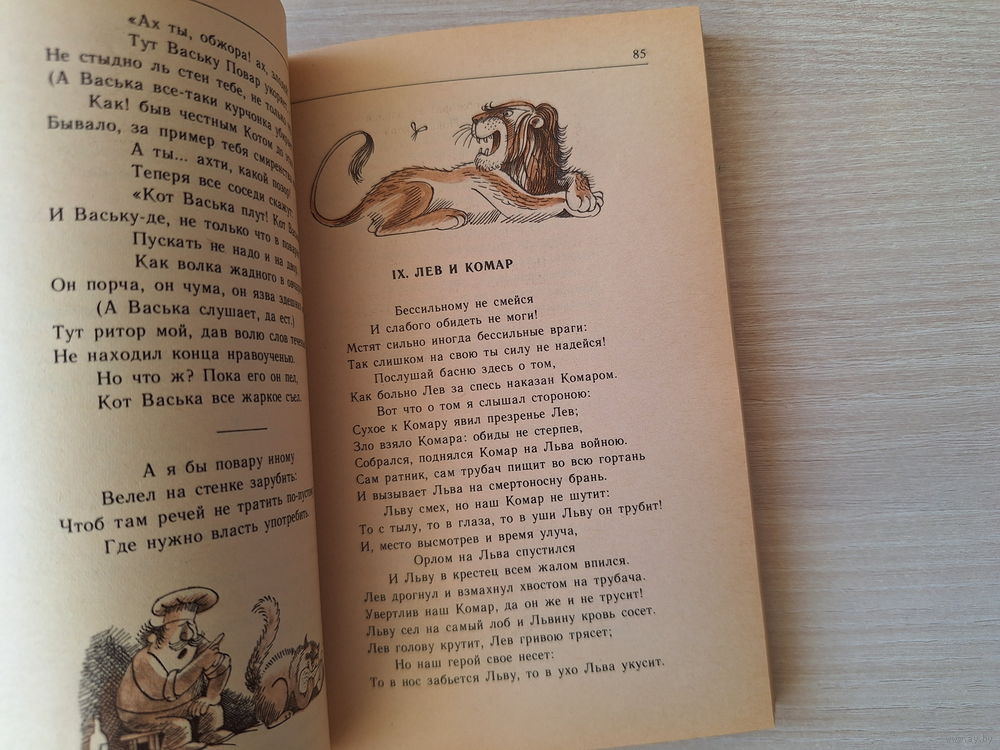 «Ах ты, обжора! ах,
Тут Ваську Повар укоряет
Не стыдно ль стен тебе, не только
(А Васька все-таки курчонка убирает
Как! быв честным Котом до
Бывало, за пример тебя смиренства
А ты... ахти, какой позор!
Теперя все соседи скажут:
«Кот Васька плут! Кот
И Ваську-де, не только что в
Пускать не надо и на
Как волка жадного в
Он порча, он чума, он язва здешних
(А Васька слушает, да ест.)
Тут ритор мой, дав волю слов
Не находил конца нравоученью.
Но что ж? Пока его он пел,
Кот Васька все жаркое съел.
А я бы повару иному
Велел на стенке зарубить:
Чтоб там речей не тратить по-пустому
Где нужно власть употребить.
85
IX. ЛЕВ И КОМАР
Бессильному не смейся
И слабого обидеть не моги!
Мстят сильно иногда бессильные враги:
Так слишком на свою ты силу не надейся!
Послушай басню здесь о том,
Как больно Лев за спесь наказан Комаром.
Вот что о том я слышал стороною:
Сухое к Комару явил презренье Лев;
Зло взяло Комара: обиды не стерпев,
Собрался, поднялся Комар на Льва войною.
Сам ратник, сам трубач пищит во всю гортань
И вызывает Льва на смертоносну брань.
Льву смех, но наш Комар не шутит:
То с тылу, то в глаза, то в уши Льву он трубит!
И, место высмотрев и время улуча,
Орлом на Льва спустился
И Льву в крестец всем жалом впился.
Лев дрогнул и взмахнул хвостом на трубача.
Увертлив наш Комар, да он же и не трусит!
Льву сел на самый лоб и Львину кровь сосет.
Лев голову крутит, Лев гривою трясет;
Но наш герой свое несет:
То в нос забьется Льву, то в ухо Льва укусит.